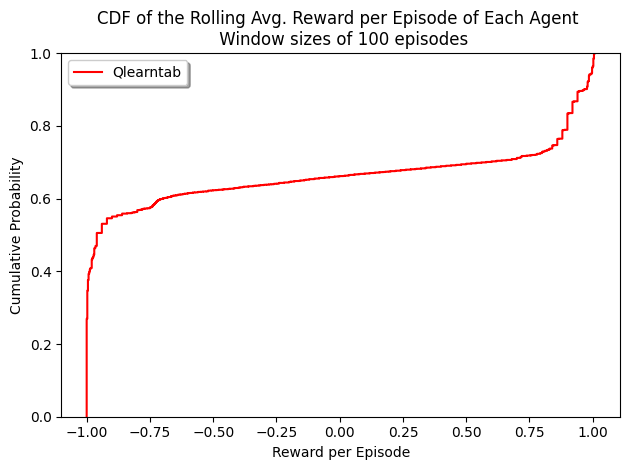 CDF of the Rolling Avg. Reward per Episode of Each Agent
Window sizes of 100 episodes
Qlearntab
Cumulative Probability
1.0
0.8
0.6
0.4
0.2
0.0
−1.00 −0.75 −0.50 −0.25 0.00 0.25 0.50 0.75 1.00
Reward per Episode